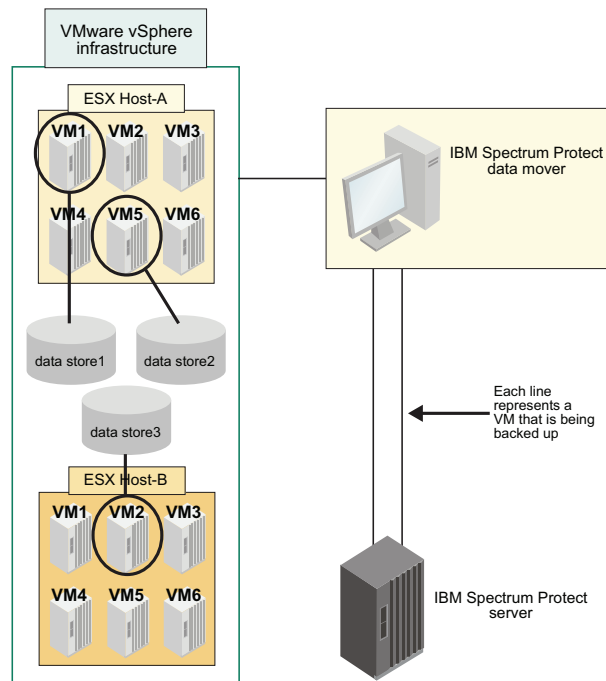 VMware vSphere
infrastructure
ESX Host-A
VM1 VM2 VM3
VM4 VM5 VM6
data store1
data store2
data store3
ESX Host-B
VM1 VM2 VM3
VM4 VM5 VM6
IBM Spectrum Protect
data mover
Each line
represents a
VM that is being
backed up
IBM Spectrum Protect
server